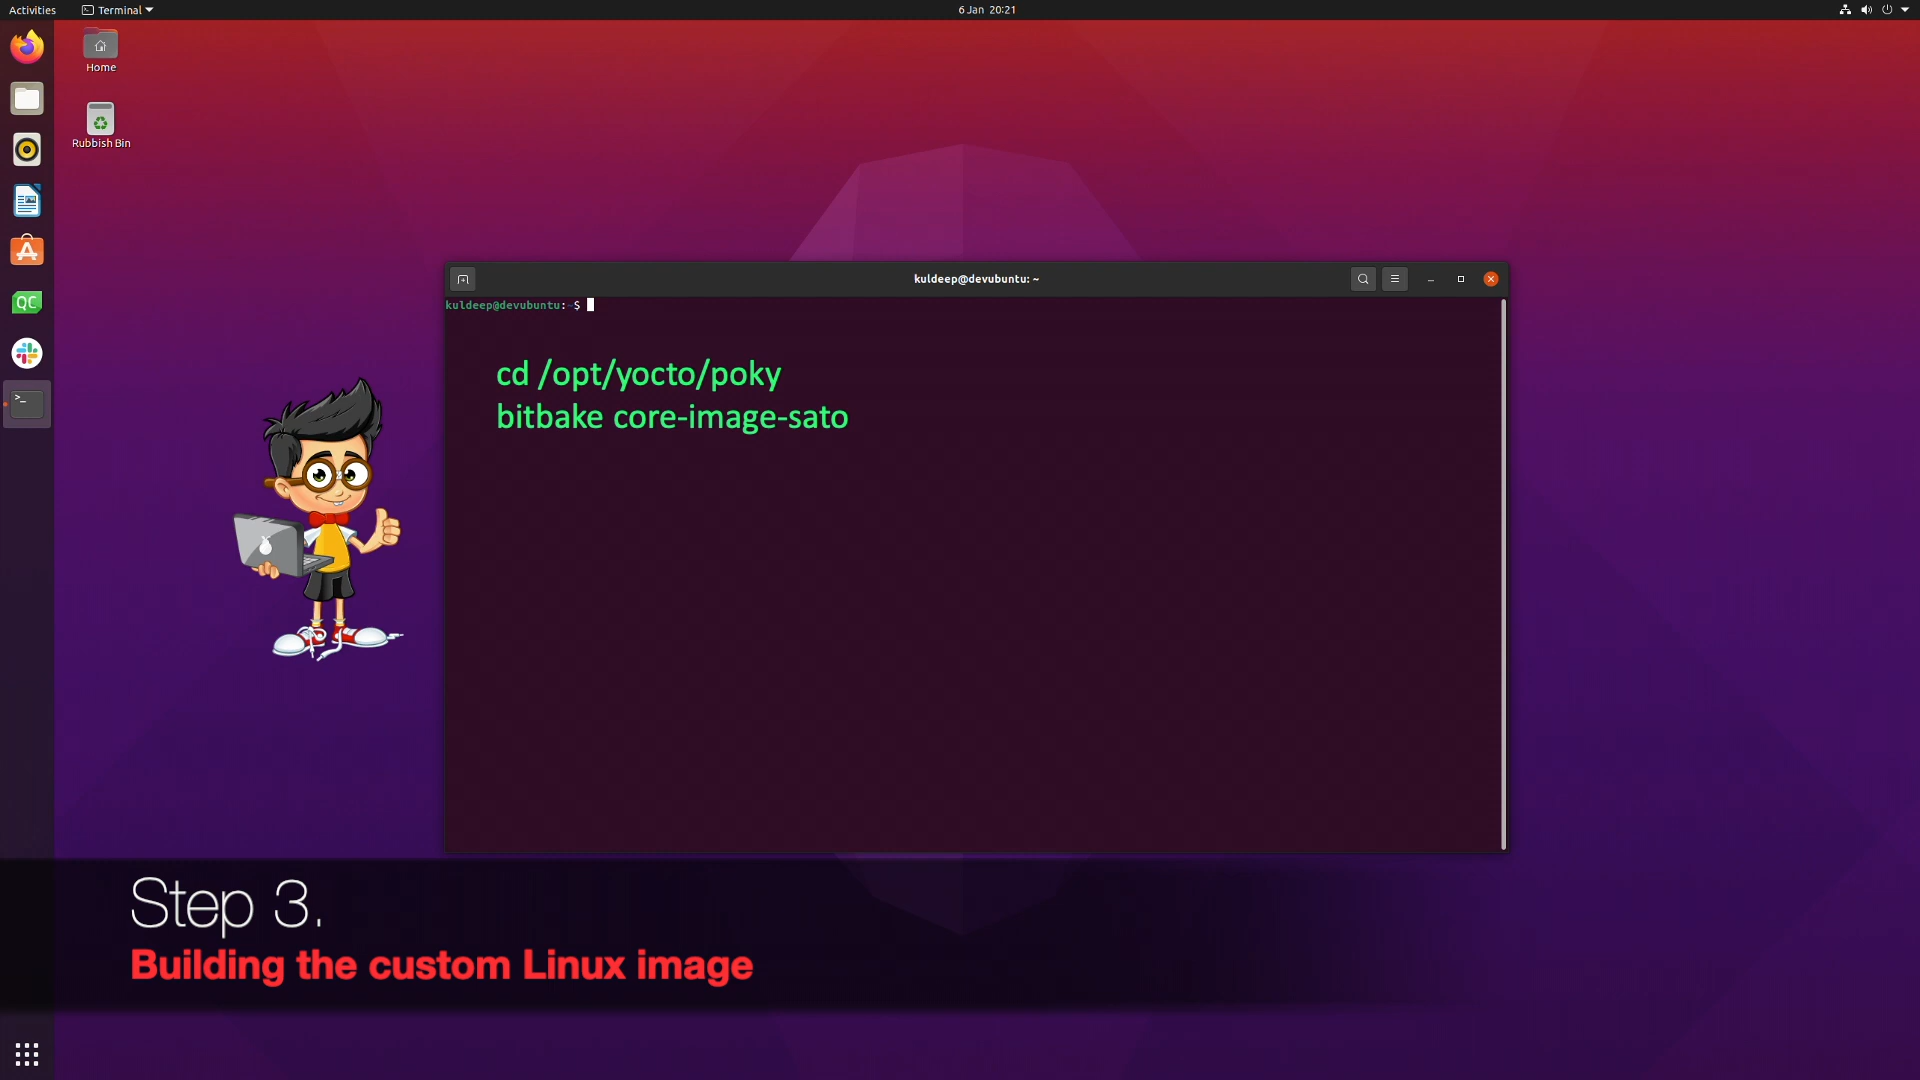 Activities
Terminal
6 Jan 20:21
Home
Rubbish Bin
QC
kuldeep@devubuntu: ~
kuldeep@devubuntu:~$
cd /opt/yocto/poky
bitbake core-image-sato
Step 3.
Building the custom Linux image